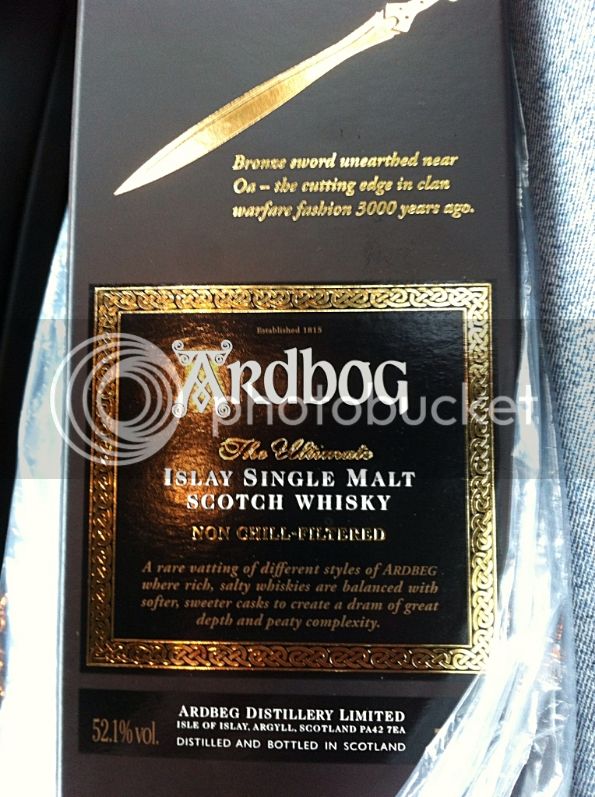 Bronze sword unearthed near
Oa – the cutting edge in clan
warfare fashion 3000 years ago.
Established 1815
ARDBOG
photobucket
The Ultimate
ISLAY SINGLE MALT
SCOTCH WHISKY
NON CHILL-FILTERED
A rare vatting of different styles of ARDBEG
where rich, salty whiskies are balanced with
softer, sweeter casks to create a dram of great
depth and peaty complexity.
52.1% vol.
ARDBEG DISTILLERY LIMITED
ISLE OF ISLAY, ARGYLL, SCOTLAND PA42 7EA
DISTILLED AND BOTTLED IN SCOTLAND